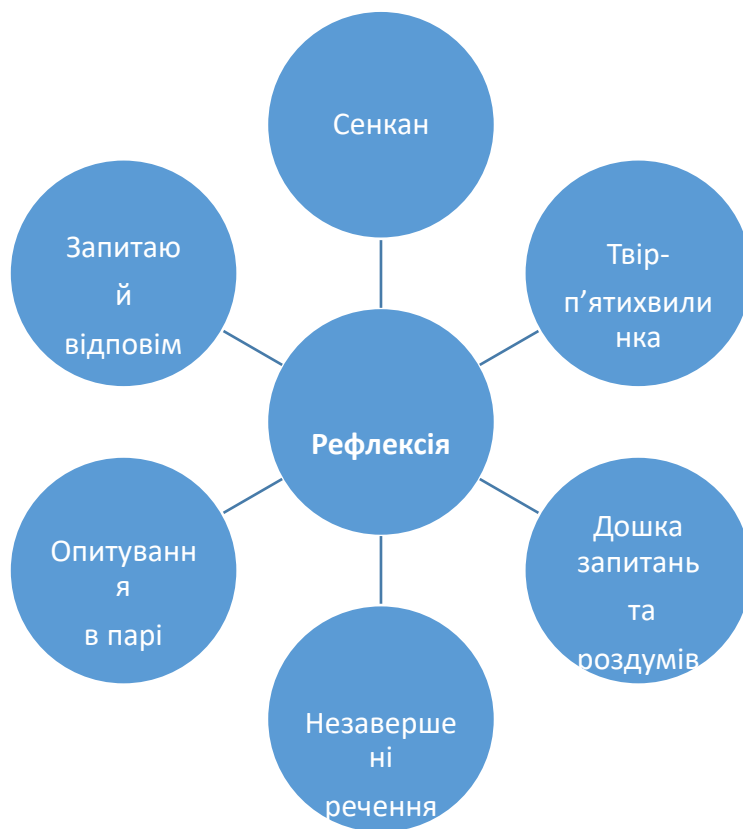 Сенкан
Запитаю
й
відповім
Твір-
п’ятихвили
нка
Рефлексія
Опитуванн
я
в парі
Дошка
запитань
та
роздумів
Незаверше
ні
речення